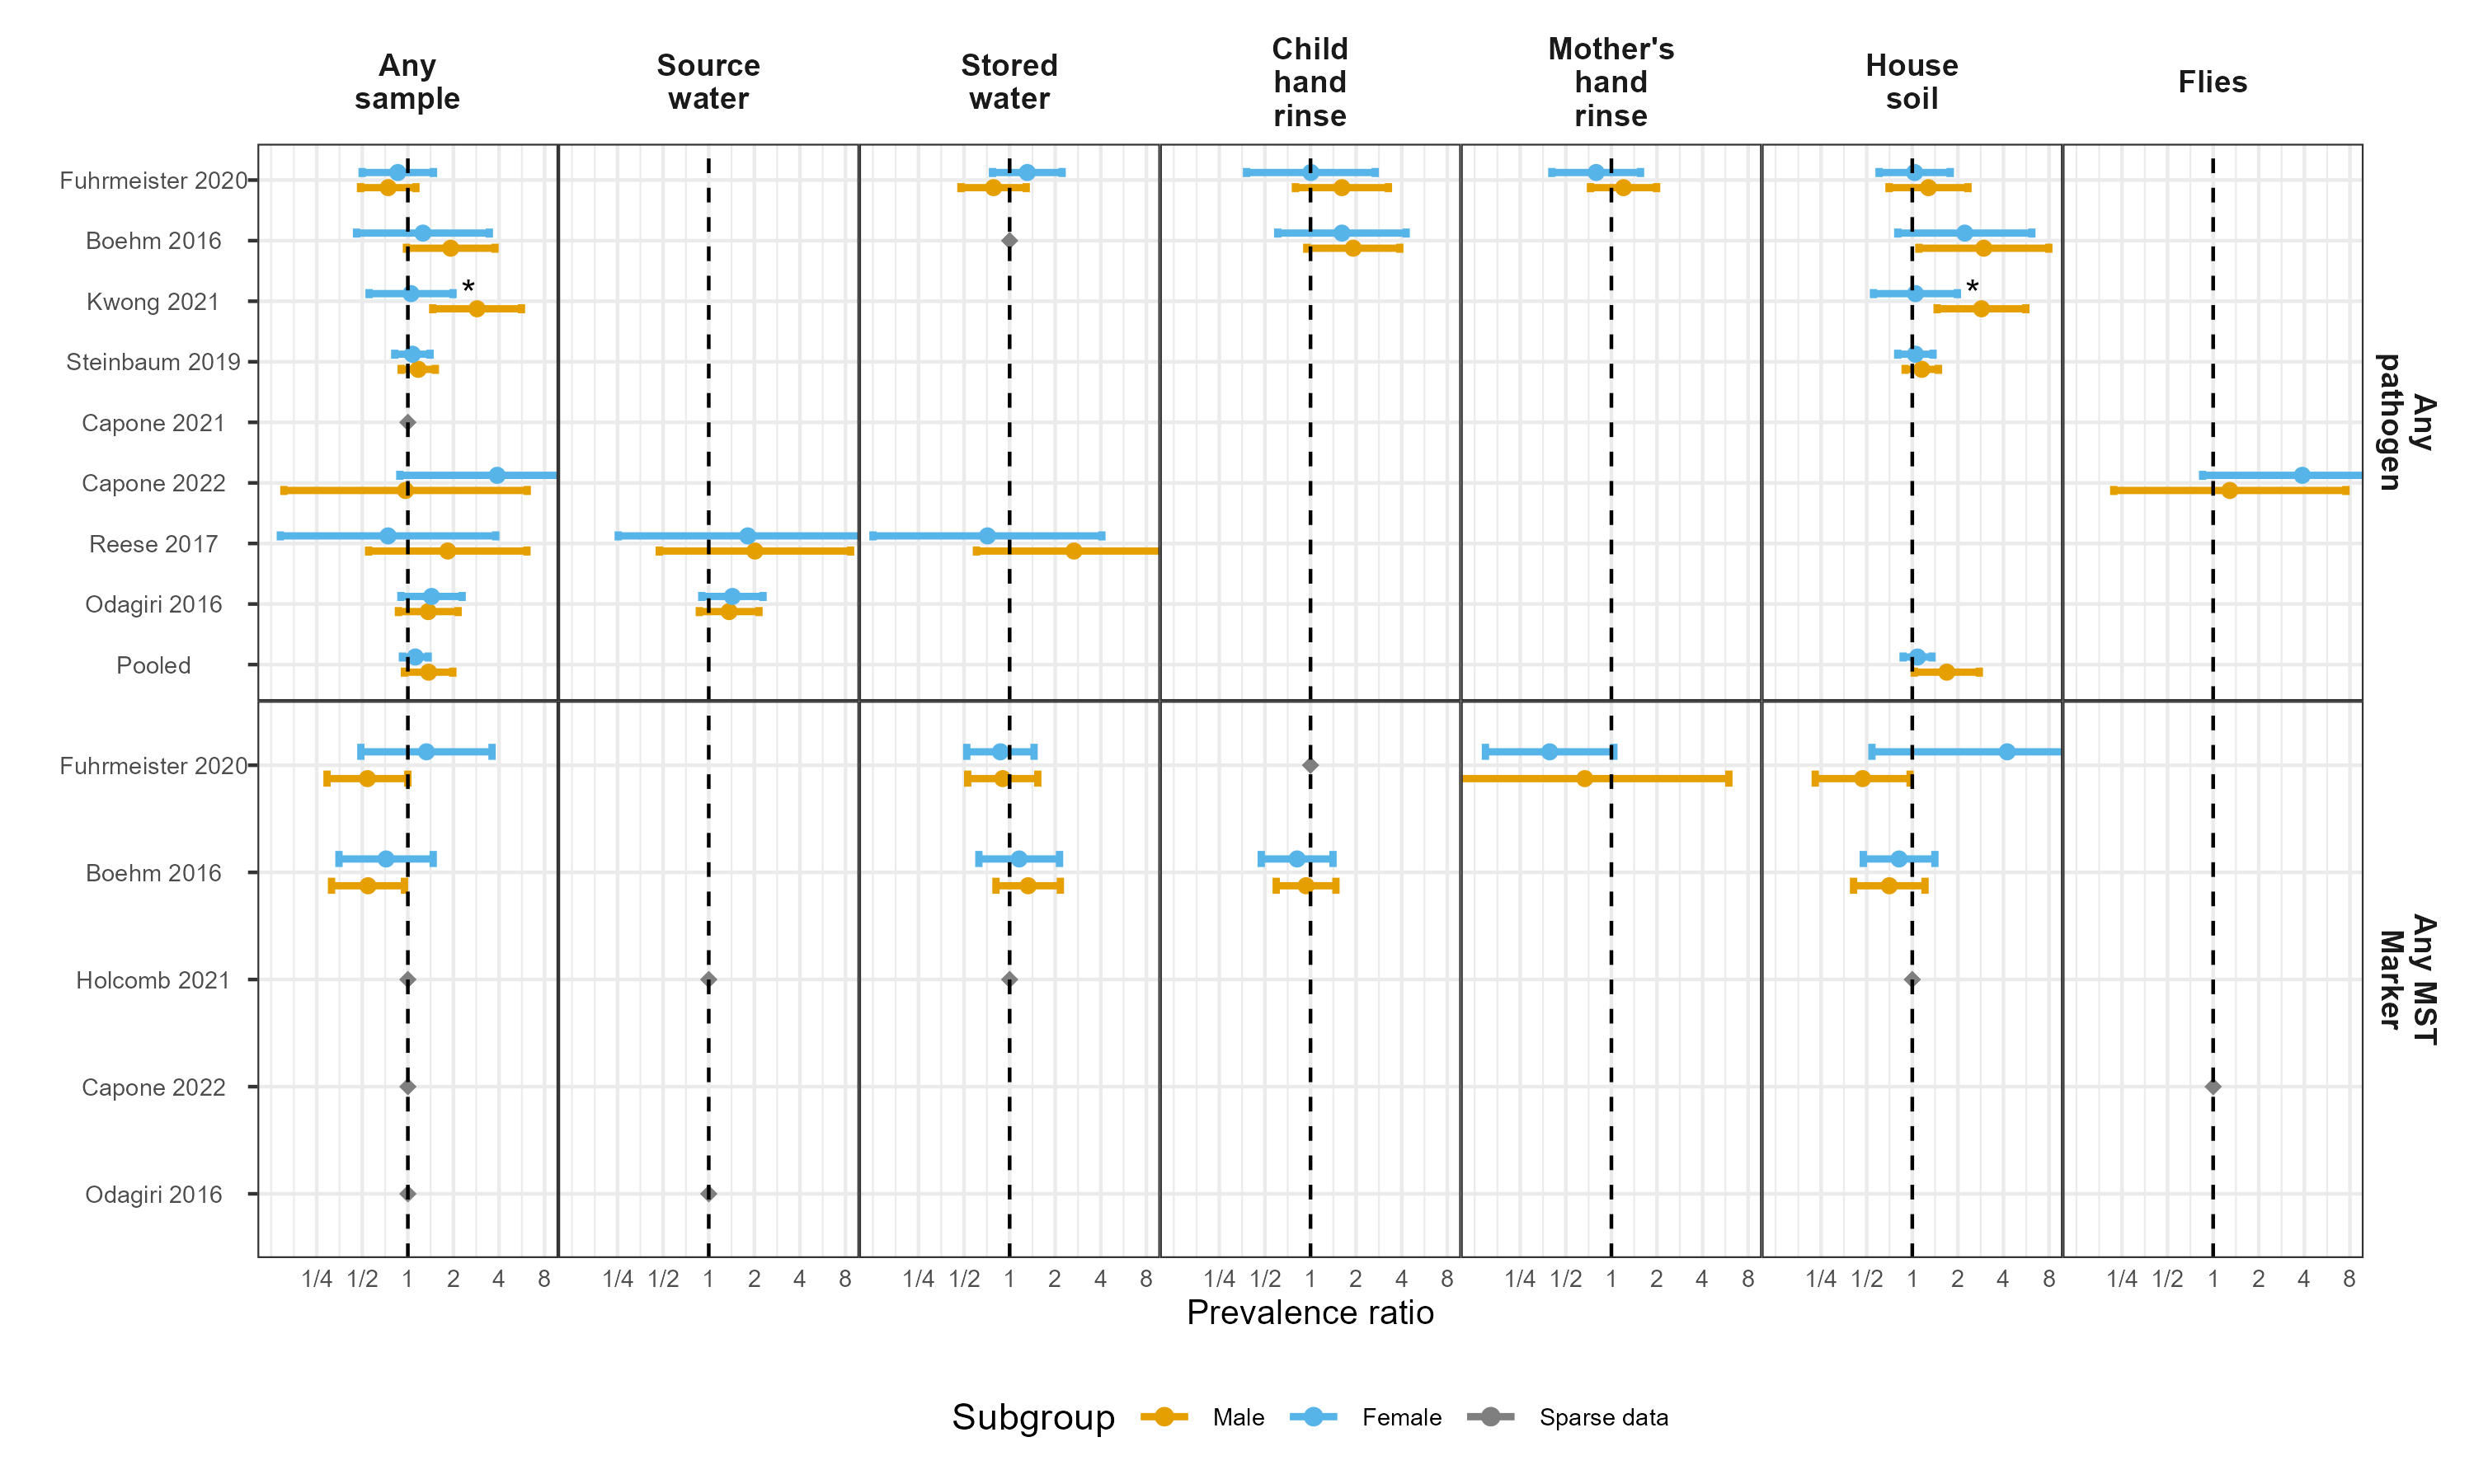 Any
sample
Source
water
Stored
water
Child
hand
rinse
Mother's
hand
rinse
House
soil
Flies
Fuhrmeister 2020
Boehm 2016
Kwong 2021
*
*
Steinbaum 2019
Capone 2021
Capone 2022
Reese 2017
Odagiri 2016
Pooled
Any
pathogen
Fuhrmeister 2020
Boehm 2016
Holcomb 2021
Capone 2022
Odagiri 2016
Any MST
Marker
1/4 1/2 1 2 4 8
1/4 1/2 1 2 4 8
1/4 1/2 1 2 4 8
1/4 1/2 1 2 4 8
1/4 1/2 1 2 4 8
1/4 1/2 1 2 4 8
1/4 1/2 1 2 4 8
Prevalence ratio
Subgroup Male Female Sparse data